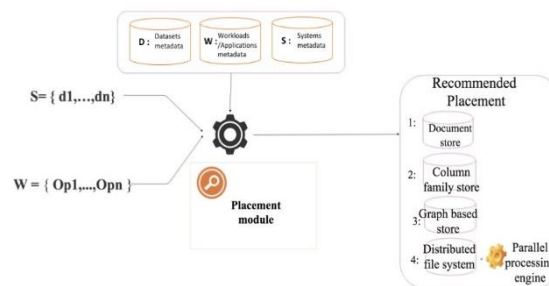 D : Datasets
metadata
W : Workloads
/Applications
metadata
S : Systems
metadata
S= { d1,...,dn}
W = { Op1,...,Opn }
Placement
module
Recommended
Placement
1: Document
store
2: Column
family store
3: Graph based
store
4: Distributed
file system
Parallel
processing
engine